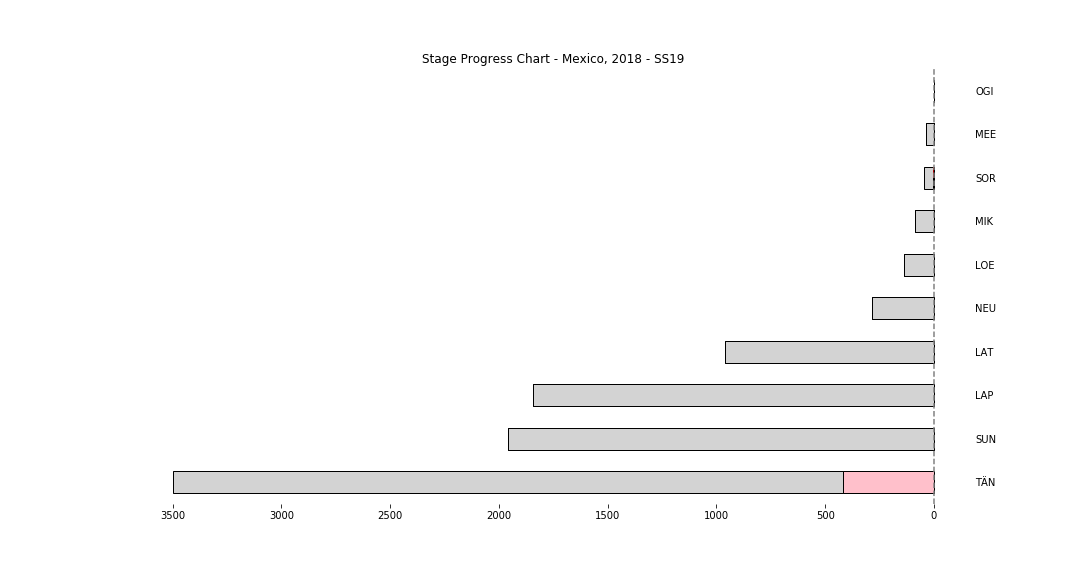 Stage Progress Chart - Mexico, 2018 - SS19
OGI
MEE
SOR
MIK
LOE
NEU
LAT
LAP
SUN
TÄN
3500 3000 2500 2000 1500 1000 500 0